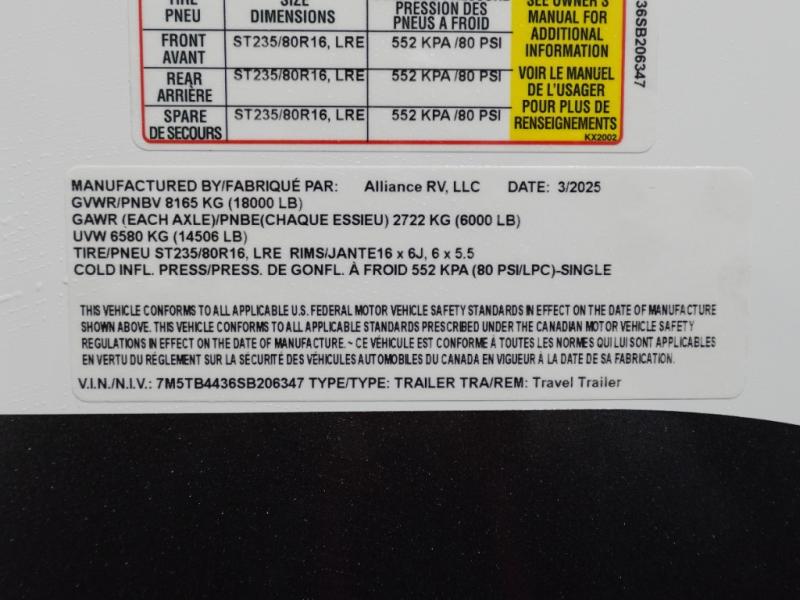 TIRE
PNEU
SIZE
DIMENSIONS
PRESSION DES
PNEUS A FROID
SEE OWNER'S
MANUAL FOR
ADDITIONAL
INFORMATION
FRONT
AVANT
ST235/80R16, LRE
552 KPA /80 PSI
REAR
ARRIÈRE
ST235/80R16, LRE
552 KPA /80 PSI
SPARE
DE SECOURS
ST235/80R16, LRE
552 KPA /80 PSI
VOIR LE MANUEL
DE L'USAGER
POUR PLUS DE
RENSEIGNEMENTS
KX2002
36SB206347
MANUFACTURED BY/FABRIQUÉ PAR: Alliance RV, LLC DATE: 3/2025
GVWR/PNBV 8165 KG (18000 LB)
GAWR (EACH AXLE)/PNBE(CHAQUE ESSIEU) 2722 KG (6000 LB)
UVW 6580 KG (14506 LB)
TIRE/PNEU ST235/80R16, LRE RIMS/JANTE16 x 6J, 6 x 5.5
COLD INFL. PRESS/PRESS. DE GONFL. À FROID 552 KPA (80 PSI/LPC)-SINGLE
THIS VEHICLE CONFORMS TO ALL APPLICABLE U.S. FEDERAL MOTOR VEHICLE SAFETY STANDARDS IN EFFECT ON THE DATE OF MANUFACTURE
SHOWN ABOVE. THIS VEHICLE CONFORMS TO ALL APPLICABLE STANDARDS PRESCRIBED UNDER THE CANADIAN MOTOR VEHICLE SAFETY
REGULATIONS IN EFFECT ON THE DATE OF MANUFACTURE. ~ CE VÉHICULE EST CONFORME À TOUTES LES NORMES QUI LUI SONT APPLICABLES
EN VERTU DU RÈGLEMENT SUR LA SÉCURITÉ DES VÉHICULES AUTOMOBILES DU CANADA EN VIGUEUR À LA DATE DE SA FABRICATION.
V.I.N./N.I.V.: 7M5TB4436SB206347 TYPE/TYPE: TRAILER TRA/REM: Travel Trailer